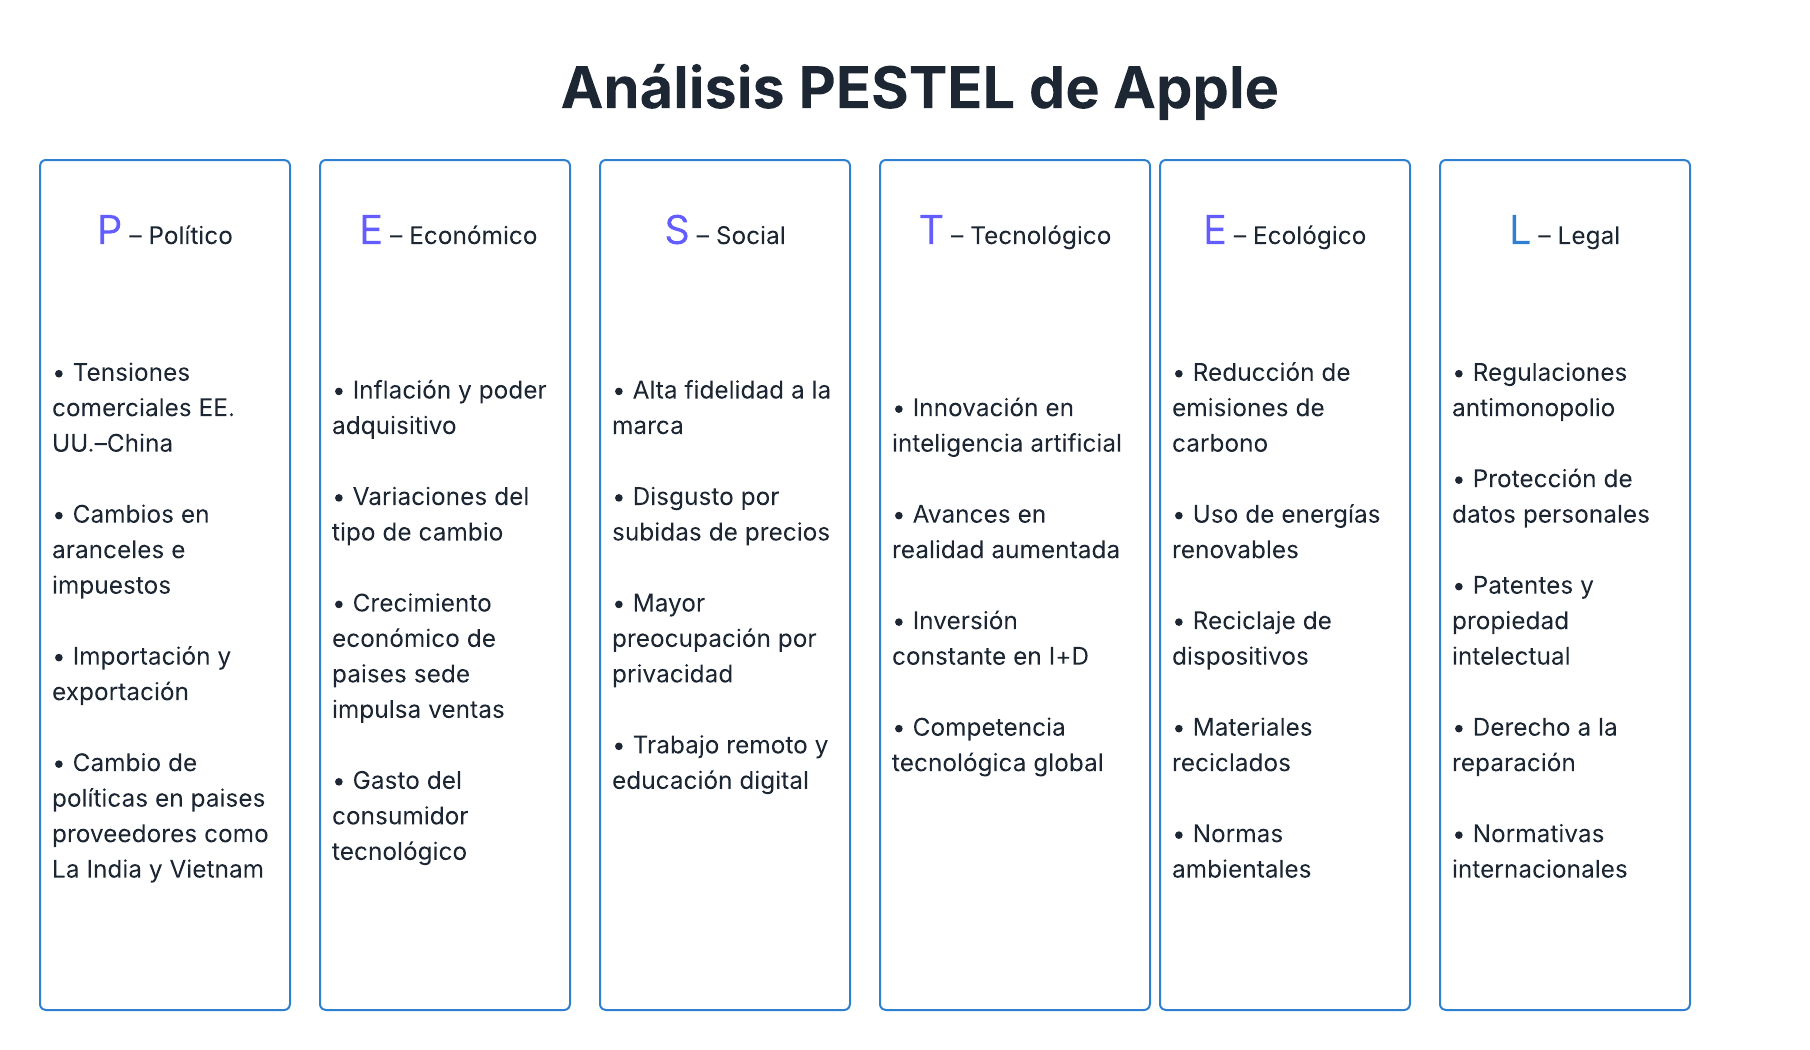 Análisis PESTEL de Apple
P – Político
• Tensiones
comerciales EE.
UU.–China
• Cambios en
aranceles e
impuestos
• Importación y
exportación
• Cambio de
políticas en paises
proveedores como
La India y Vietnam
E – Económico
• Inflación y poder
adquisitivo
• Variaciones del
tipo de cambio
• Crecimiento
económico de
paises sede
impulsa ventas
• Gasto del
consumidor
tecnológico
S – Social
• Alta fidelidad a la
marca
• Disgusto por
subidas de precios
• Mayor
preocupación por
privacidad
• Trabajo remoto y
educación digital
T – Tecnológico
• Innovación en
inteligencia artificial
• Avances en
realidad aumentada
• Inversión
constante en I+D
• Competencia
tecnológica global
E – Ecológico
• Reducción de
emisiones de
carbono
• Uso de energías
renovables
• Reciclaje de
dispositivos
• Materiales
reciclados
• Normas
ambientales
L – Legal
• Regulaciones
antimonopolio
• Protección de
datos personales
• Patentes y
propiedad
intelectual
• Derecho a la
reparación
• Normativas
internacionales